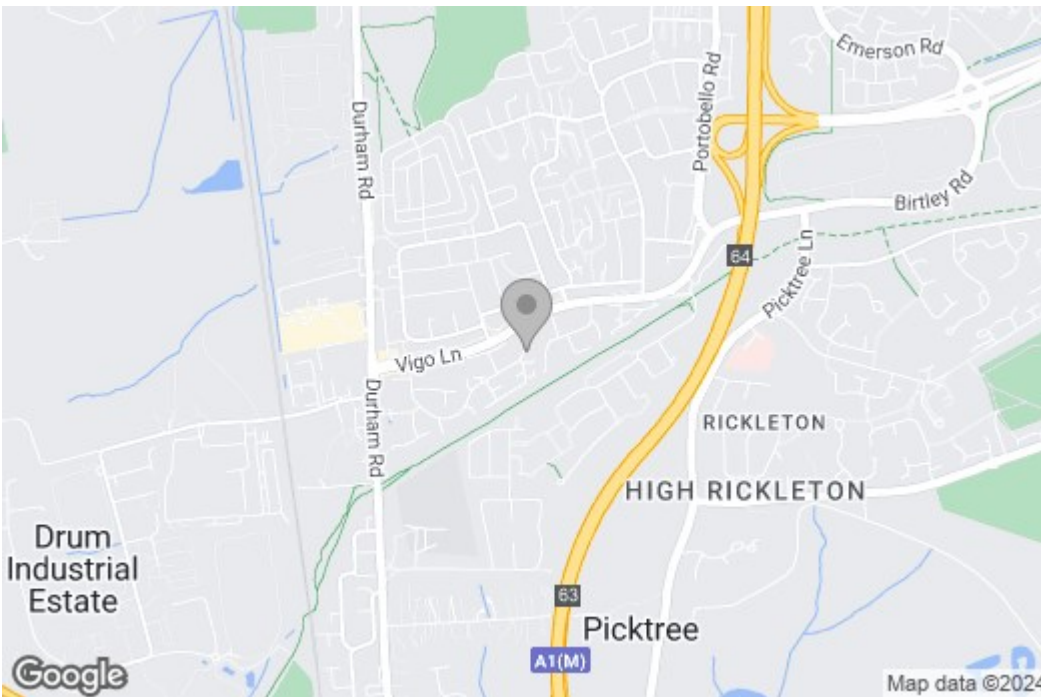 Emerson Rd
Portobello Rd
Durham Rd
Birtley Rd
64
Picktree Ln
Vigo Ln
Durham Rd
RICKLETON
HIGH RICKLETON
Drum
Industrial
Estate
63
Picktree
A1(M)
Google
Map data ©2024